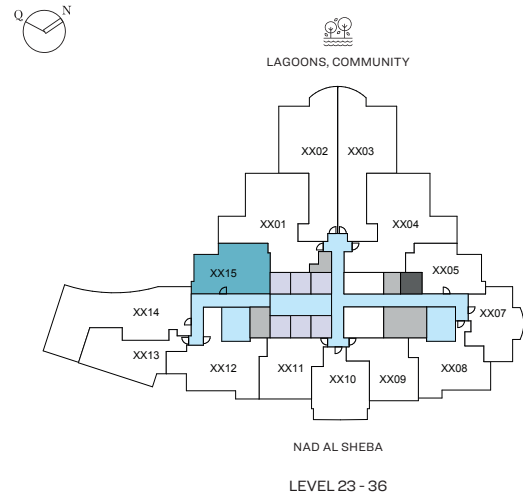 Q N
LAGOONS, COMMUNITY
XX02 XX03
XX01 XX04
XX15 XX05
XX14 XX07
XX13 XX12 XX11 XX10 XX09 XX08
NAD AL SHEBA
LEVEL 23 - 36